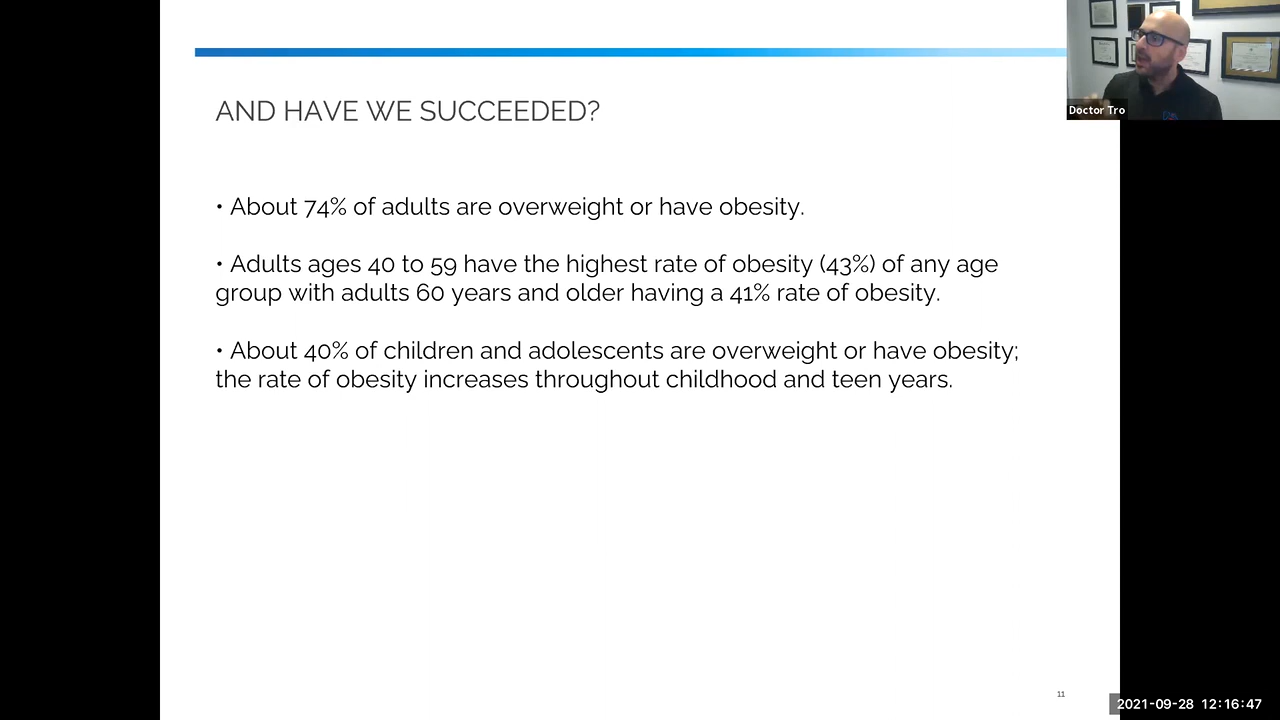 Doctor Tro
AND HAVE WE SUCCEEDED?
• About 74% of adults are overweight or have obesity.
• Adults ages 40 to 59 have the highest rate of obesity (43%) of any age
group with adults 60 years and older having a 41% rate of obesity.
• About 40% of children and adolescents are overweight or have obesity;
the rate of obesity increases throughout childhood and teen years.
11
2021-09-28 12:16:47